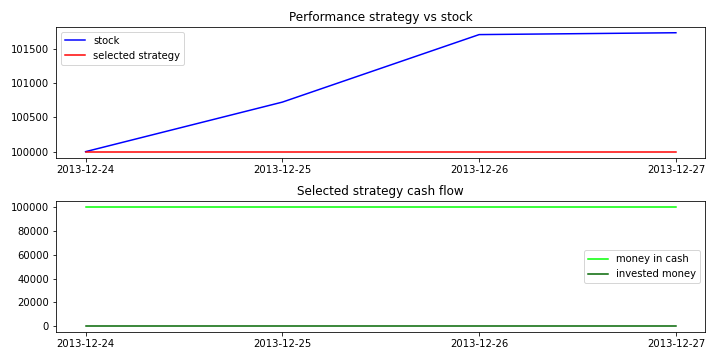 Performance strategy vs stock
101500
101000
100500
100000
stock
selected strategy
2013-12-24 2013-12-25 2013-12-26 2013-12-27
Selected strategy cash flow
100000
80000
60000
40000
20000
0
money in cash
invested money
2013-12-24 2013-12-25 2013-12-26 2013-12-27